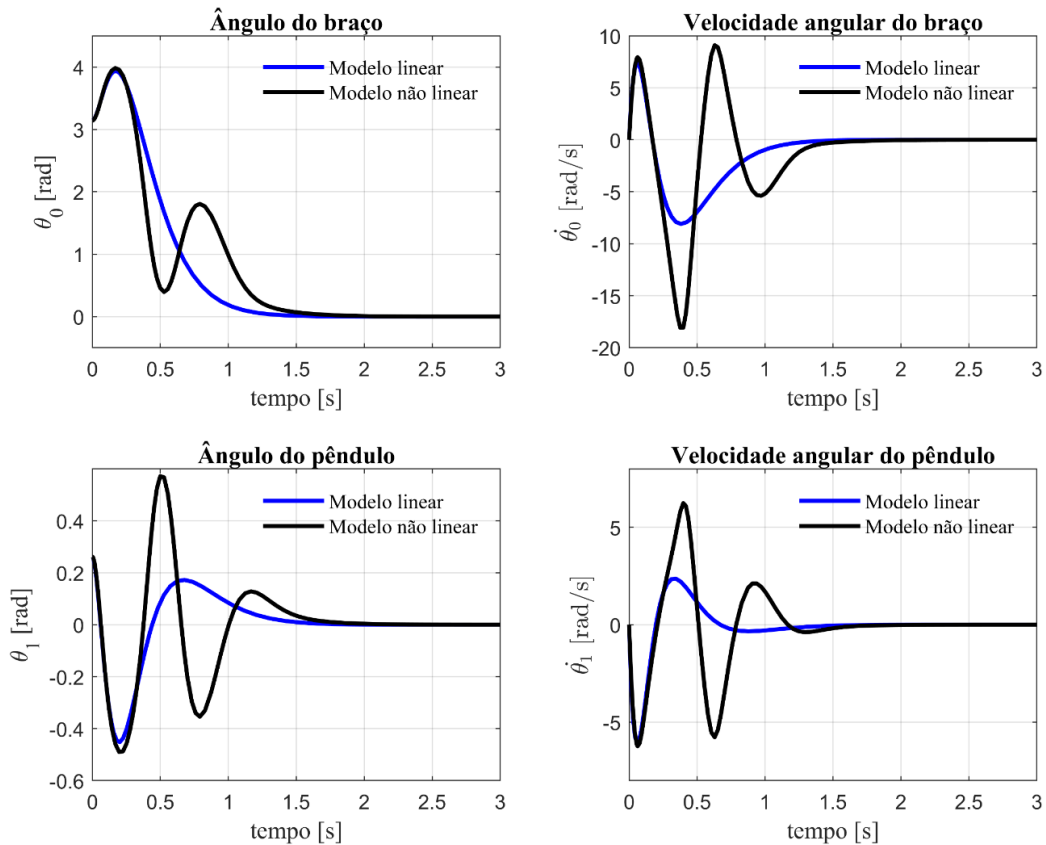 Ângulo do braço
4
3
2
1
0
θ₀ [rad]
Modelo linear
Modelo não linear
0 0.5 1 1.5 2 2.5 3
tempo [s]
Velocidade angular do braço
10
5
0
-5
-10
-15
-20
θ̇₀ [rad/s]
Modelo linear
Modelo não linear
0 0.5 1 1.5 2 2.5 3
tempo [s]
Ângulo do pêndulo
0.4
0.2
0
-0.2
-0.4
-0.6
θ₁ [rad]
Modelo linear
Modelo não linear
0 0.5 1 1.5 2 2.5 3
tempo [s]
Velocidade angular do pêndulo
5
0
-5
θ̇₁ [rad/s]
Modelo linear
Modelo não linear
0 0.5 1 1.5 2 2.5 3
tempo [s]